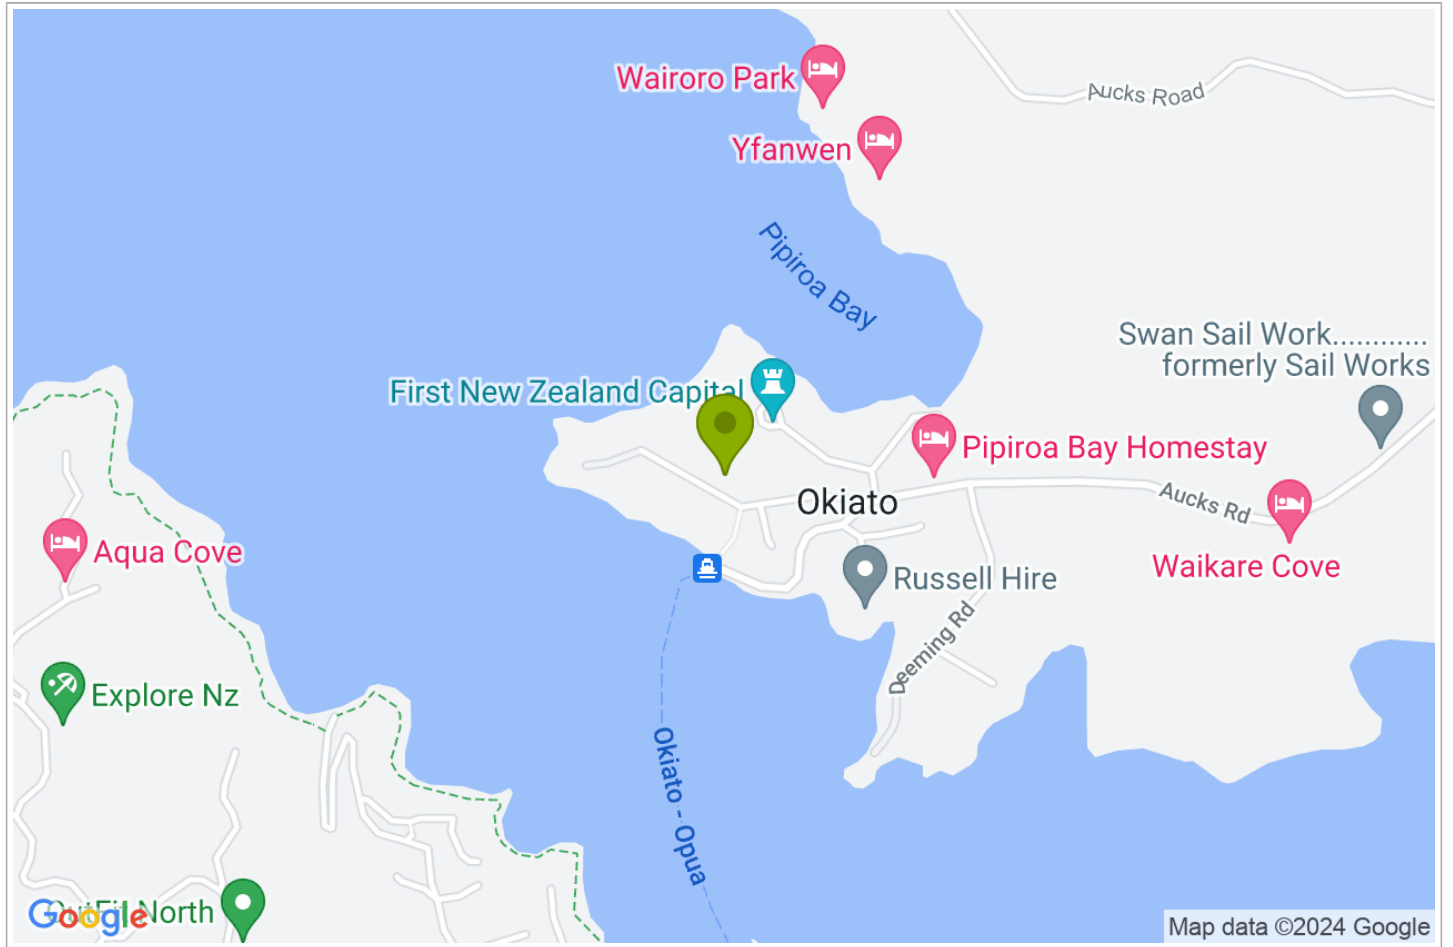 Wairoro Park
Aucks Road
Yfanwen
Pipiroa Bay
Swan Sail Work............
formerly Sail Works
First New Zealand Capital
Pipiroa Bay Homestay
Aucks Rd
Okiato
Aqua Cove
Waikare Cove
Russell Hire
Deeming Rd
Explore Nz
Okiato - Opua
OutFit North
Google
Map data ©2024 Google